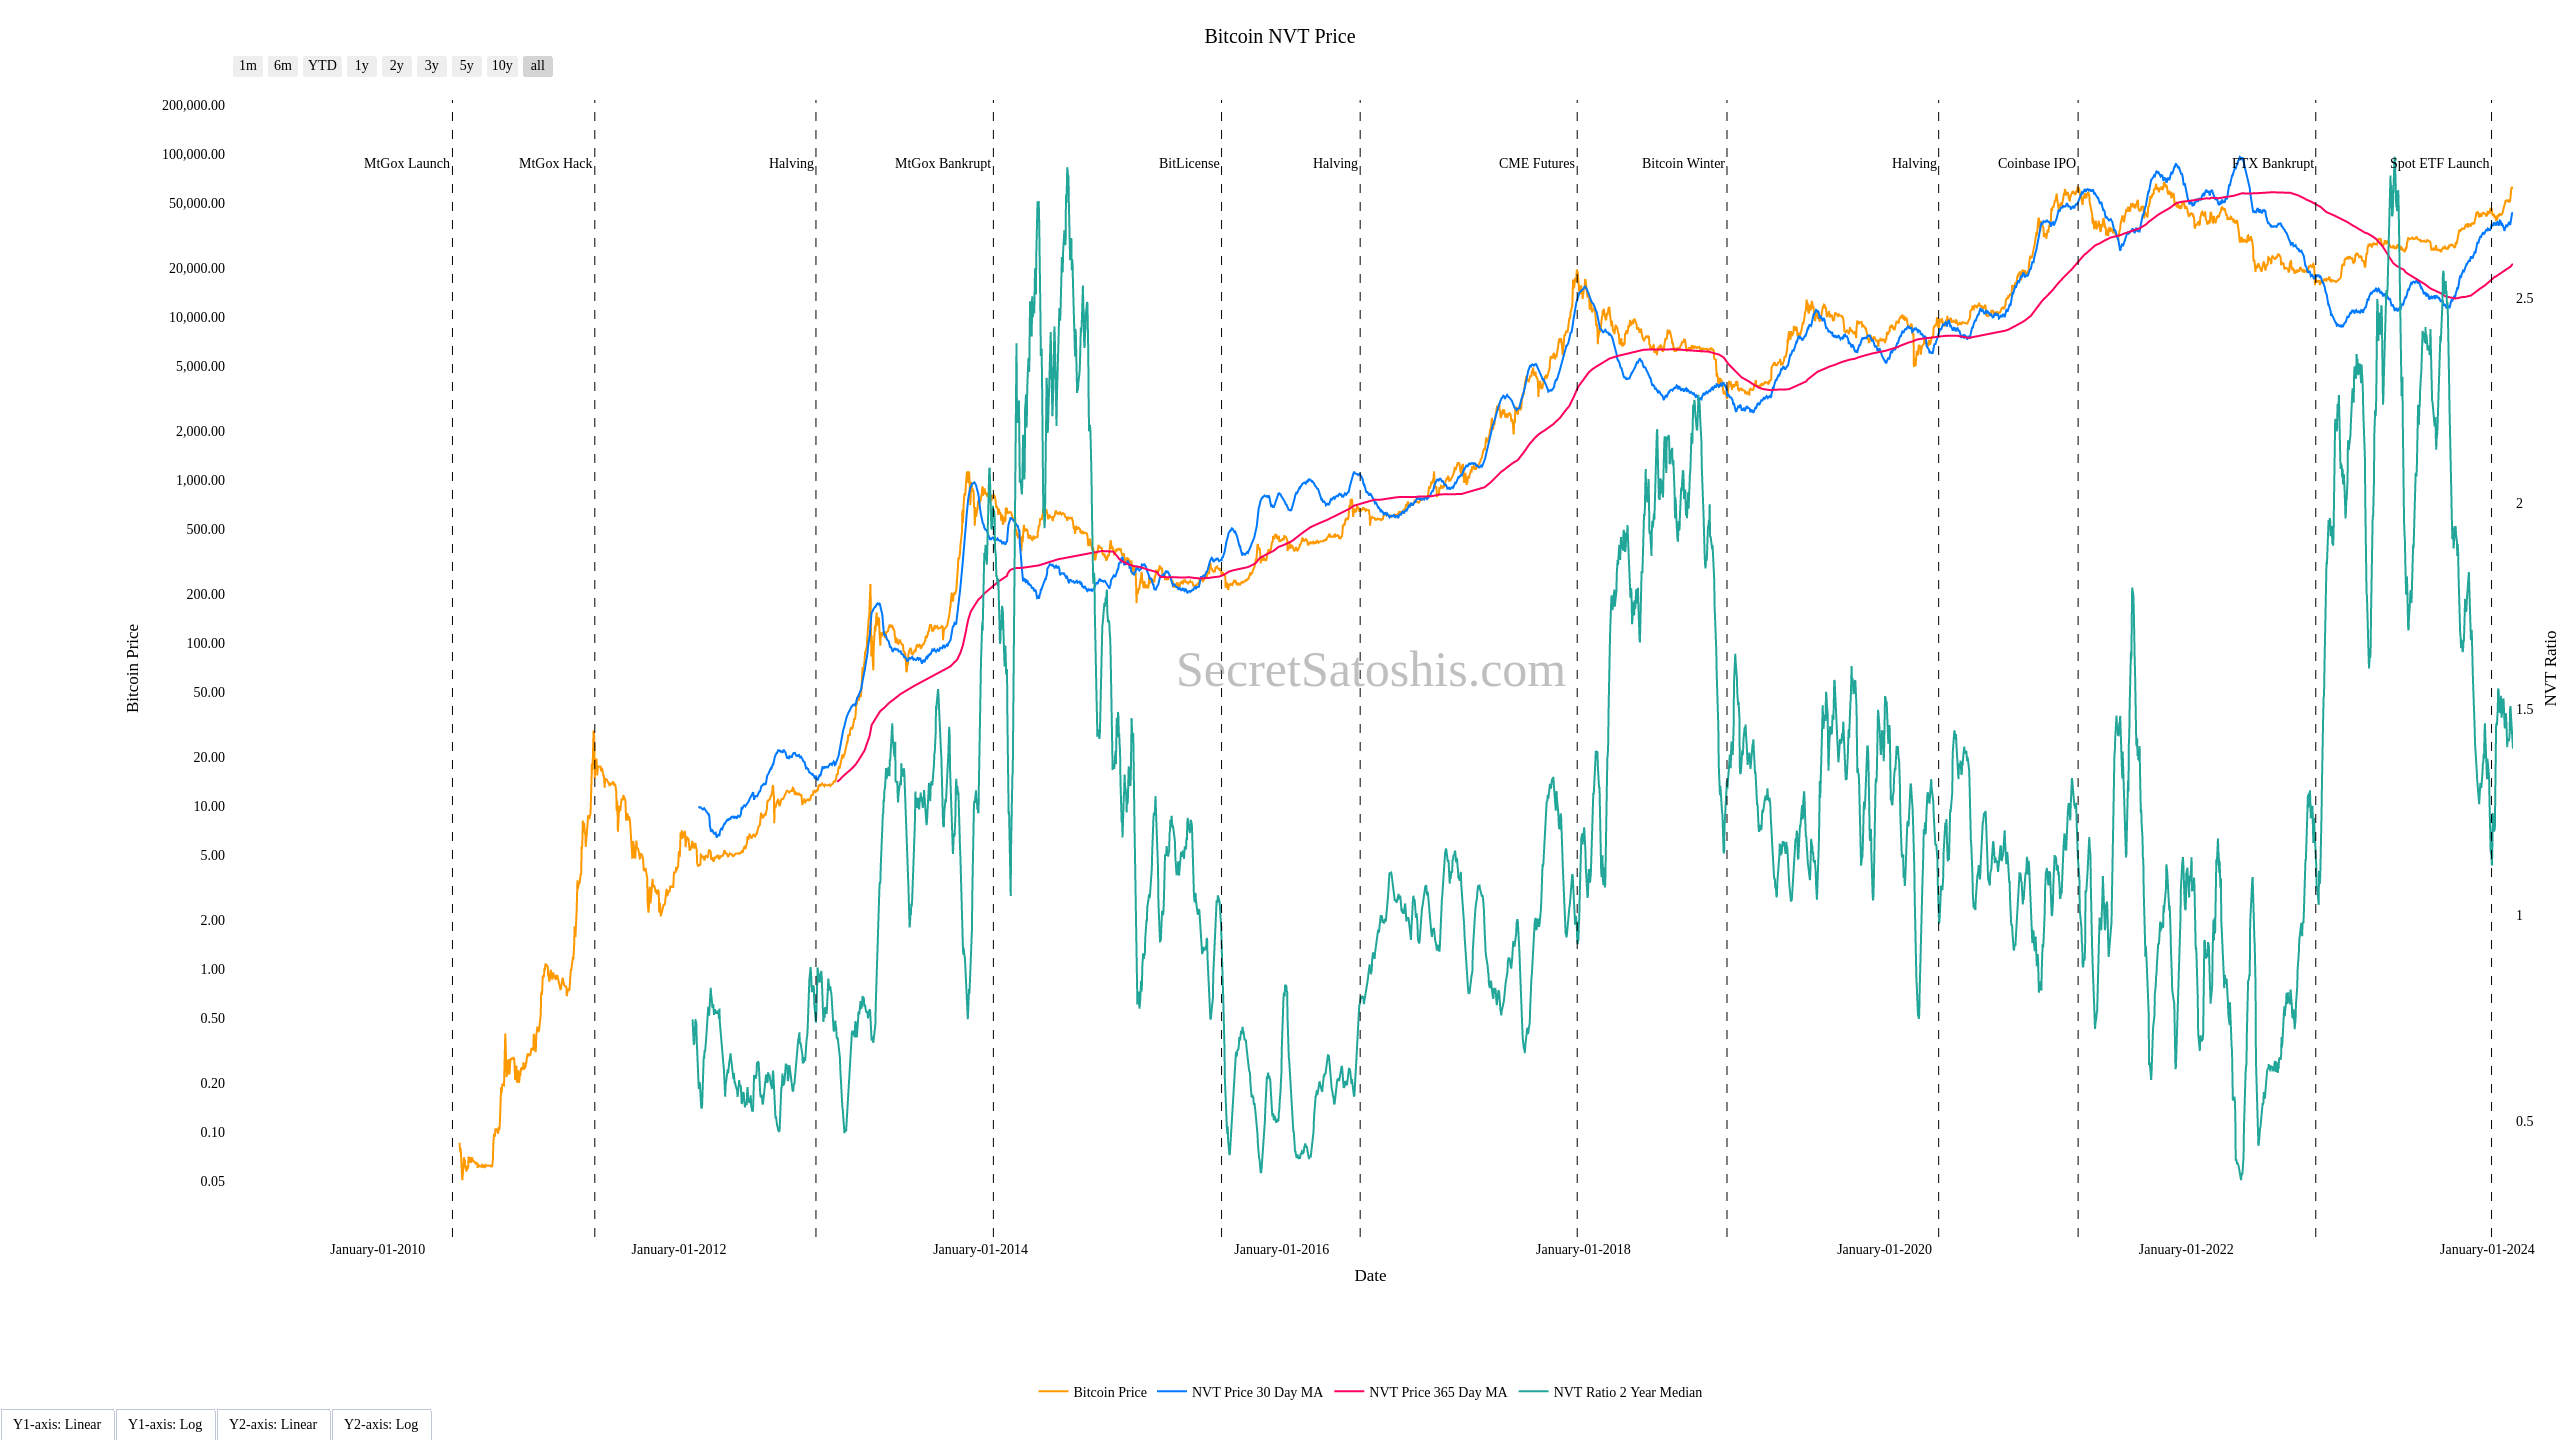 Bitcoin NVT Price
1m 6m YTD 1y 2y 3y 5y 10y all
200,000.00
100,000.00
50,000.00
20,000.00
10,000.00
5,000.00
2,000.00
1,000.00
500.00
200.00
100.00
50.00
20.00
10.00
5.00
2.00
1.00
0.50
0.20
0.10
0.05
Bitcoin Price
MtGox Launch MtGox Hack Halving MtGox Bankrupt BitLicense Halving CME Futures Bitcoin Winter Halving Coinbase IPO FTX Bankrupt Spot ETF Launch
SecretSatoshis.com
2.5
2
1.5
1
0.5
NVT Ratio
January-01-2010 January-01-2012 January-01-2014 January-01-2016 January-01-2018 January-01-2020 January-01-2022 January-01-2024
Date
Bitcoin Price NVT Price 30 Day MA NVT Price 365 Day MA NVT Ratio 2 Year Median
Y1-axis: Linear Y1-axis: Log Y2-axis: Linear Y2-axis: Log